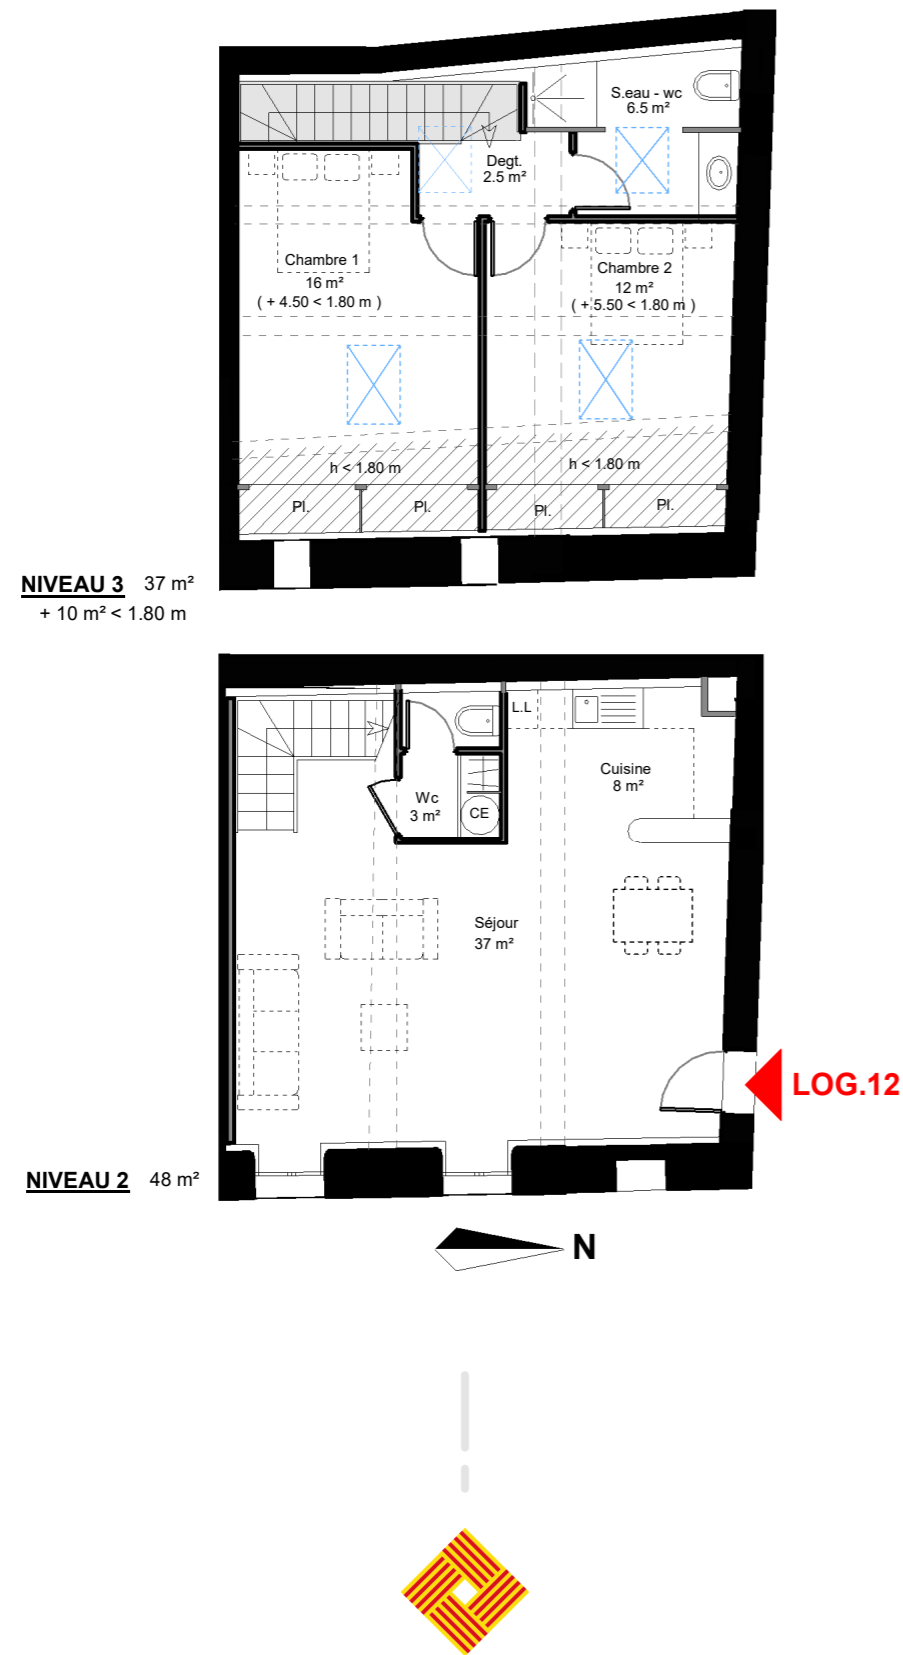 S.eau - wc
6.5 m²
Degt.
2.5 m²
Chambre 1
16 m²
( + 4.50 < 1.80 m )
Chambre 2
12 m²
( + 5.50 < 1.80 m )
h < 1.80 m
h < 1.80 m
Pl.
Pl.
Pl.
Pl.
NIVEAU 3 37 m²
+ 10 m² < 1.80 m
L.L
Cuisine
8 m²
Wc
3 m²
CE
Séjour
37 m²
LOG.12
NIVEAU 2 48 m²
N